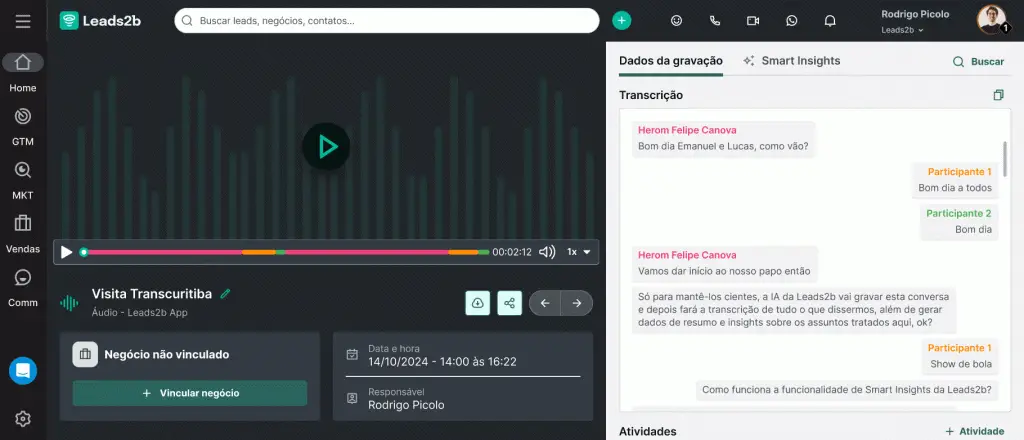 Leads2b
Buscar leads, negócios, contatos...
Rodrigo Picolo
Leads2b
1
Home
GTM
MKT
Vendas
Comm
00:02:12
1x
Visita Transcuritiba
Áudio - Leads2b App
Negócio não vinculado
+ Vincular negócio
Data e hora
14/10/2024 - 14:00 às 16:22
Responsável
Rodrigo Picolo
Dados da gravação
Smart Insights
Buscar
Transcrição
Herom Felipe Canova
Bom dia Emanuel e Lucas, como vão?
Participante 1
Bom dia a todos
Participante 2
Bom dia
Herom Felipe Canova
Vamos dar início ao nosso papo então
Só para mantê-los cientes, a IA da Leads2b vai gravar esta conversa
e depois fará a transcrição de tudo o que dissermos, além de gerar
dados de resumo e insights sobre os assuntos tratados aqui, ok?
Participante 1
Show de bola
Como funciona a funcionalidade de Smart Insights da Leads2b?
Atividades
+ Atividade